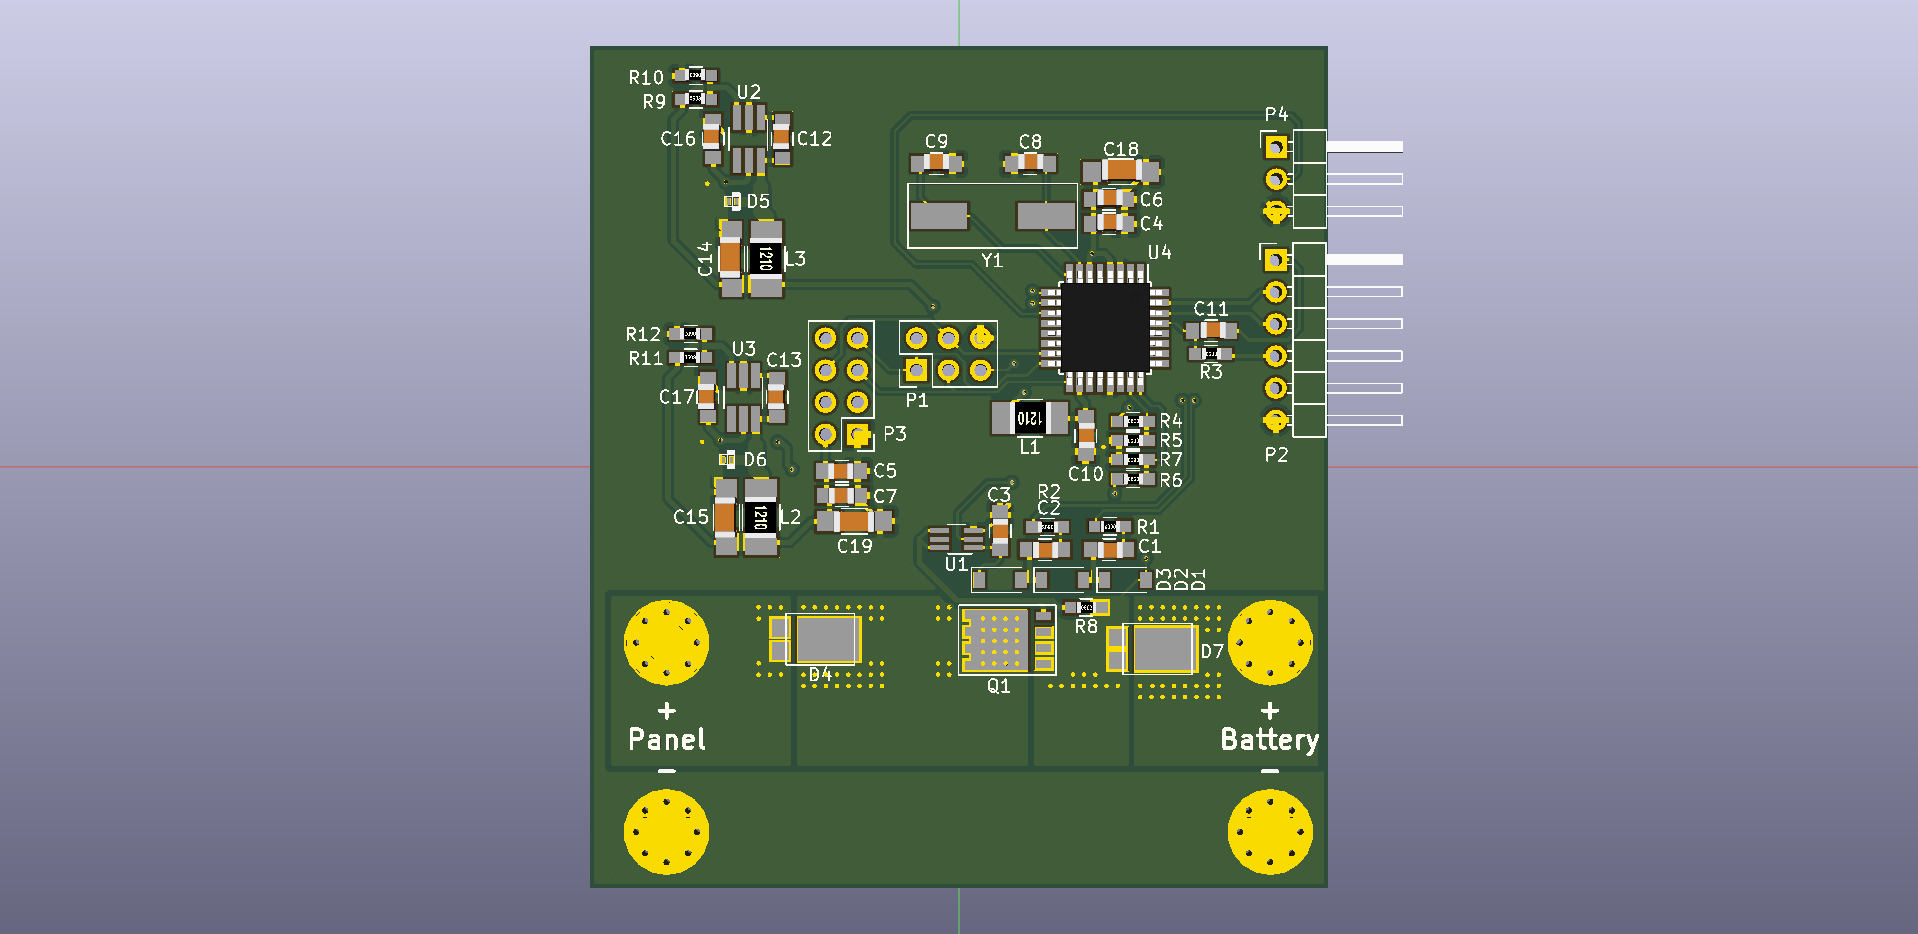 R10
U2
R9
P4
C16
C12
C9
C8
C18
D5
C6
C4
U4
C14
1210
L3
Y1
C11
R12
U3
R11
C13
R3
C17
P1
1210
P3
L1
R4
R5
D6
R7
P2
C5
C10
R6
C7
C3
R2
C2
C15
1210
L2
C19
R1
C1
U1
D3
D2
D1
R8
D7
D4
Q1
+
+
Panel
Battery
-
-